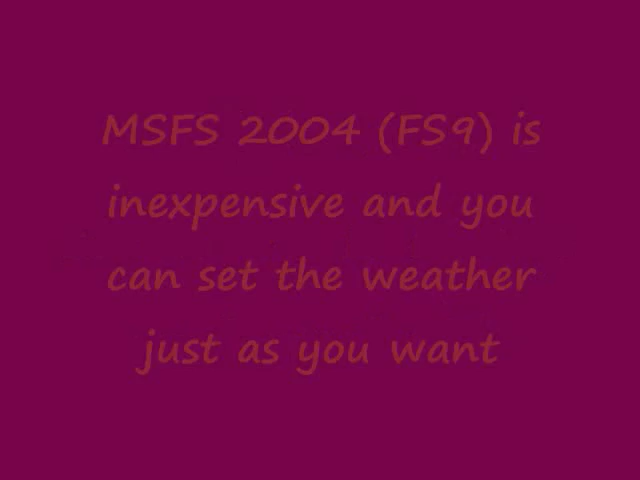 MSFS 2004 (FS9) is
inexpensive and you
can set the weather
just as you want